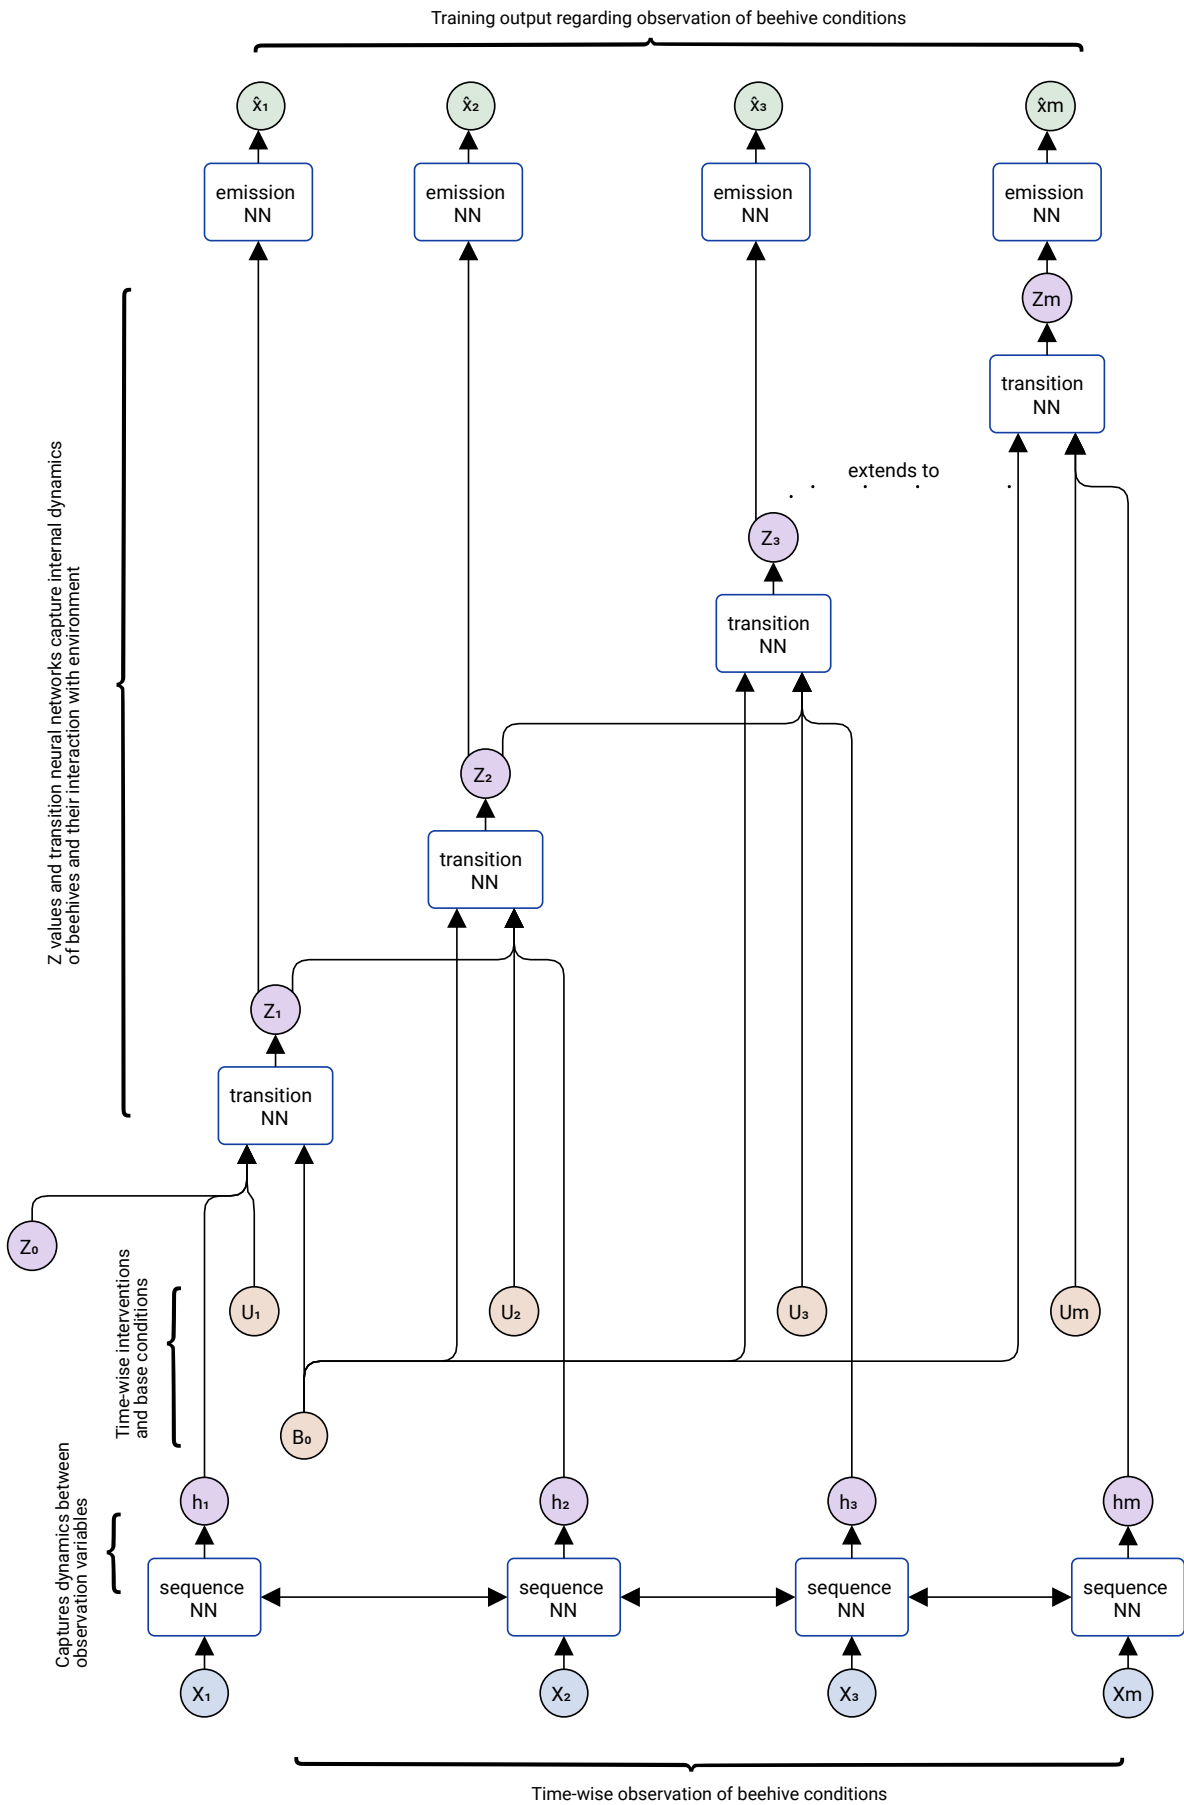 Training output regarding observation of beehive conditions
x̂₁
x̂₂
x̂₃
x̂m
emission
NN
emission
NN
emission
NN
emission
NN
Zm
transition
NN
extends to
Z₃
transition
NN
Z values and transition neural networks capture internal dynamics
of beehives and their interaction with environment
Z₂
transition
NN
Z₁
transition
NN
Z₀
Time-wise interventions
and base conditions
U₁
U₂
U₃
Um
B₀
Captures dynamics between
observation variables
h₁
h₂
h₃
hm
sequence
NN
sequence
NN
sequence
NN
sequence
NN
X₁
X₂
X₃
Xm
Time-wise observation of beehive conditions